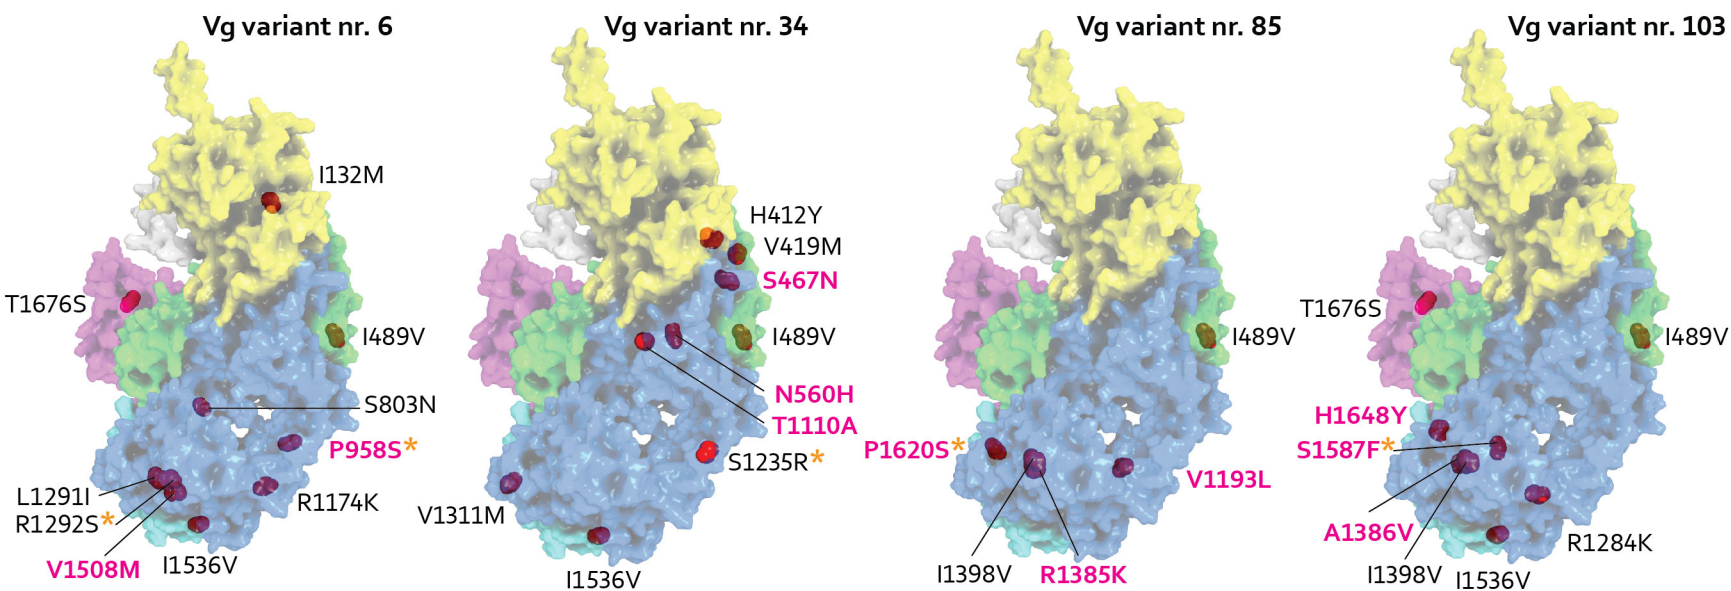 Vg variant nr. 6
I132M
T1676S
I489V
S803N
P958S*
L1291I
R1292S*
R1174K
V1508M
I1536V
Vg variant nr. 34
H412Y
V419M
S467N
I489V
N560H
T1110A
S1235R*
V1311M
I1536V
Vg variant nr. 85
I489V
P1620S*
V1193L
I1398V
R1385K
Vg variant nr. 103
T1676S
I489V
H1648Y
S1587F*
A1386V
R1284K
I1398V
I1536V